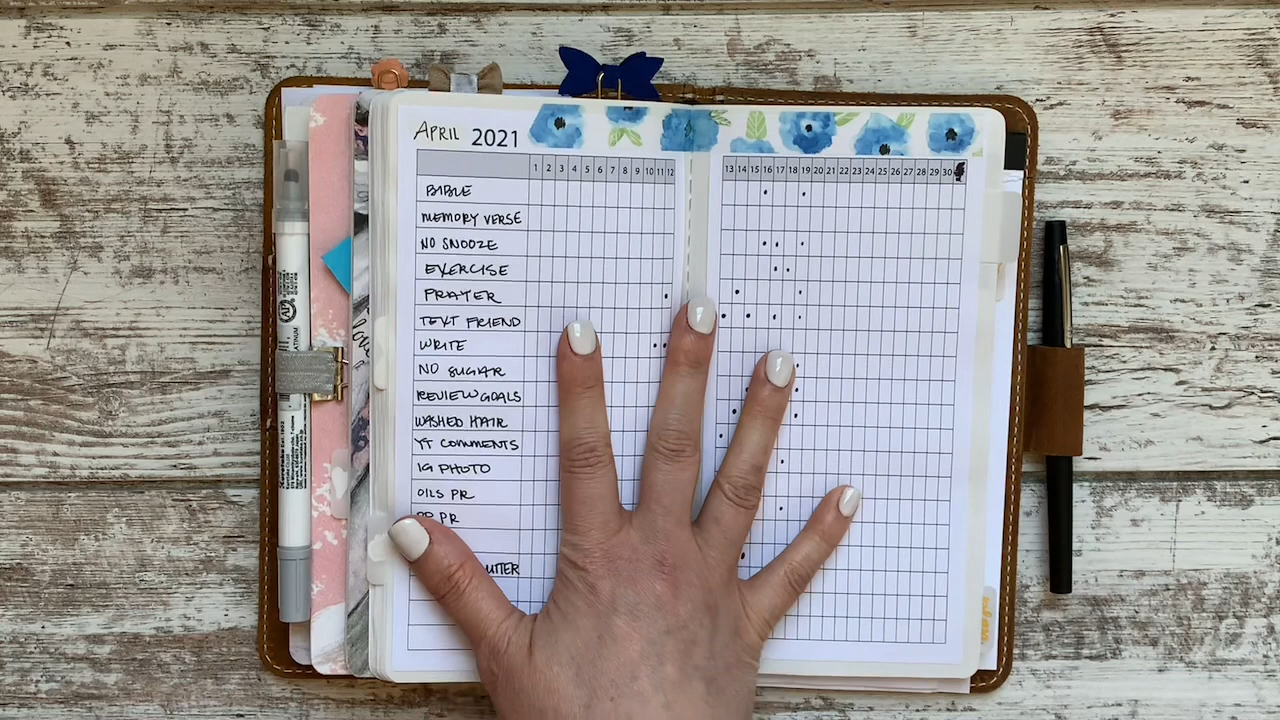 APRIL 2021
1 2 3 4 5 6 7 8 9 10 11 12
13 14 15 16 17 18 19 20 21 22 23 24 25 26 27 28 29 30
BIBLE
MEMORY VERSE
NO SNOOZE
EXERCISE
PRAYER
TEXT FRIEND
WRITE
NO SUGAR
REVIEW GOALS
WASHED HAIR
YT COMMENTS
IG PHOTO
OILS PR
PR